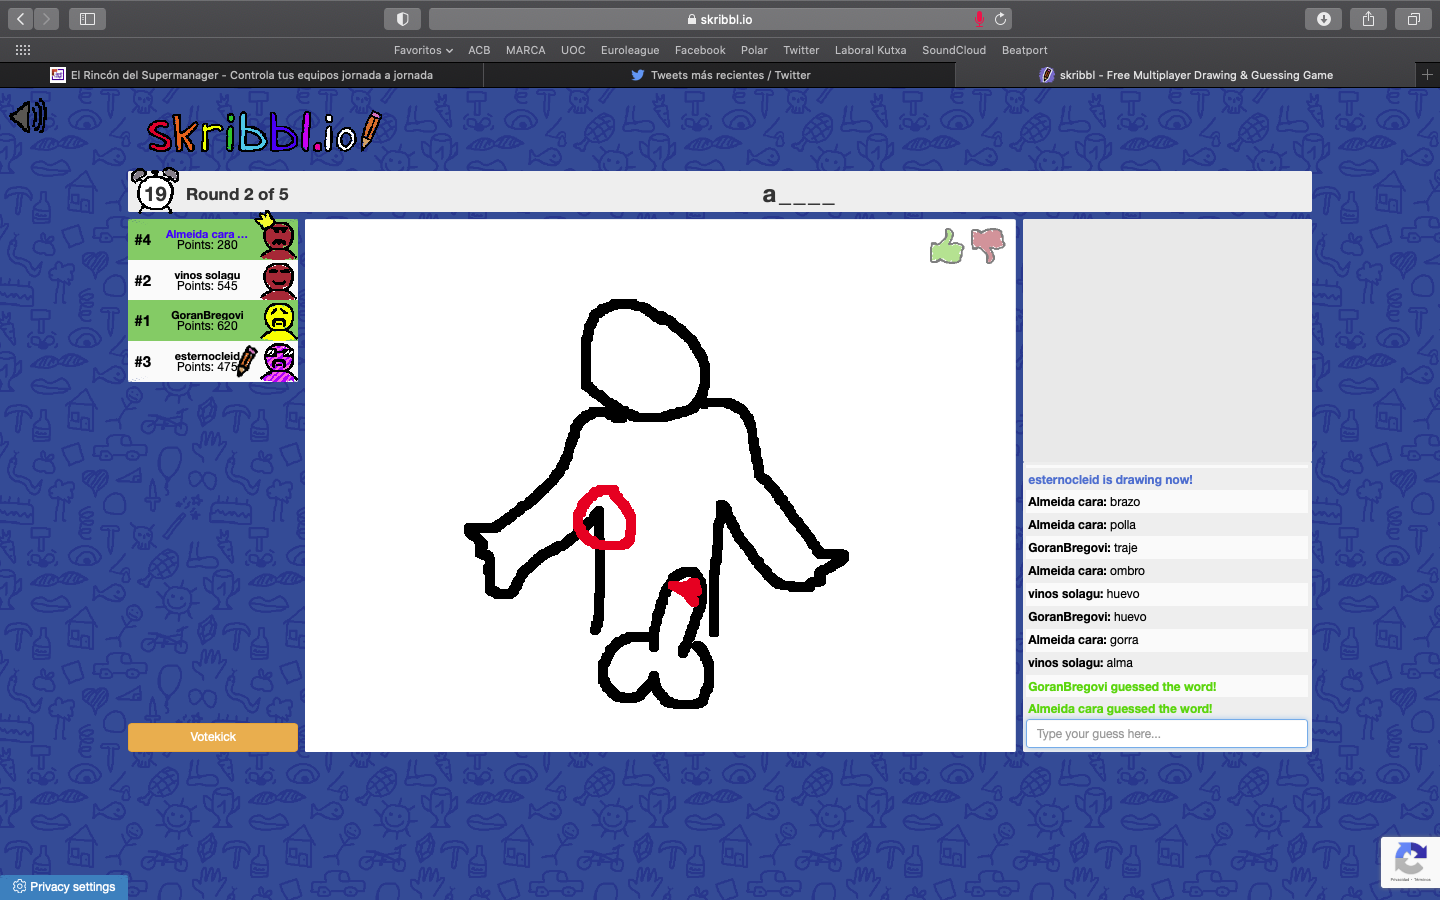 skribbl.io
Favoritos ACB MARCA UOC Euroleague Facebook Polar Twitter Laboral Kutxa SoundCloud Beatport
El Rincón del Supermanager - Controla tus equipos jornada a jornada
Tweets más recientes / Twitter
skribbl - Free Multiplayer Drawing & Guessing Game
skribbl.io
19 Round 2 of 5
a____
#4 Almeida cara ...
Points: 280
#2 vinos solagu
Points: 545
#1 GoranBregovi
Points: 620
#3 esternocleid
Points: 475
Votekick
esternocleid is drawing now!
Almeida cara: brazo
Almeida cara: polla
GoranBregovi: traje
Almeida cara: ombro
vinos solagu: huevo
GoranBregovi: huevo
Almeida cara: gorra
vinos solagu: alma
GoranBregovi guessed the word!
Almeida cara guessed the word!
Type your guess here...
Privacy settings
Privacidad - Términos